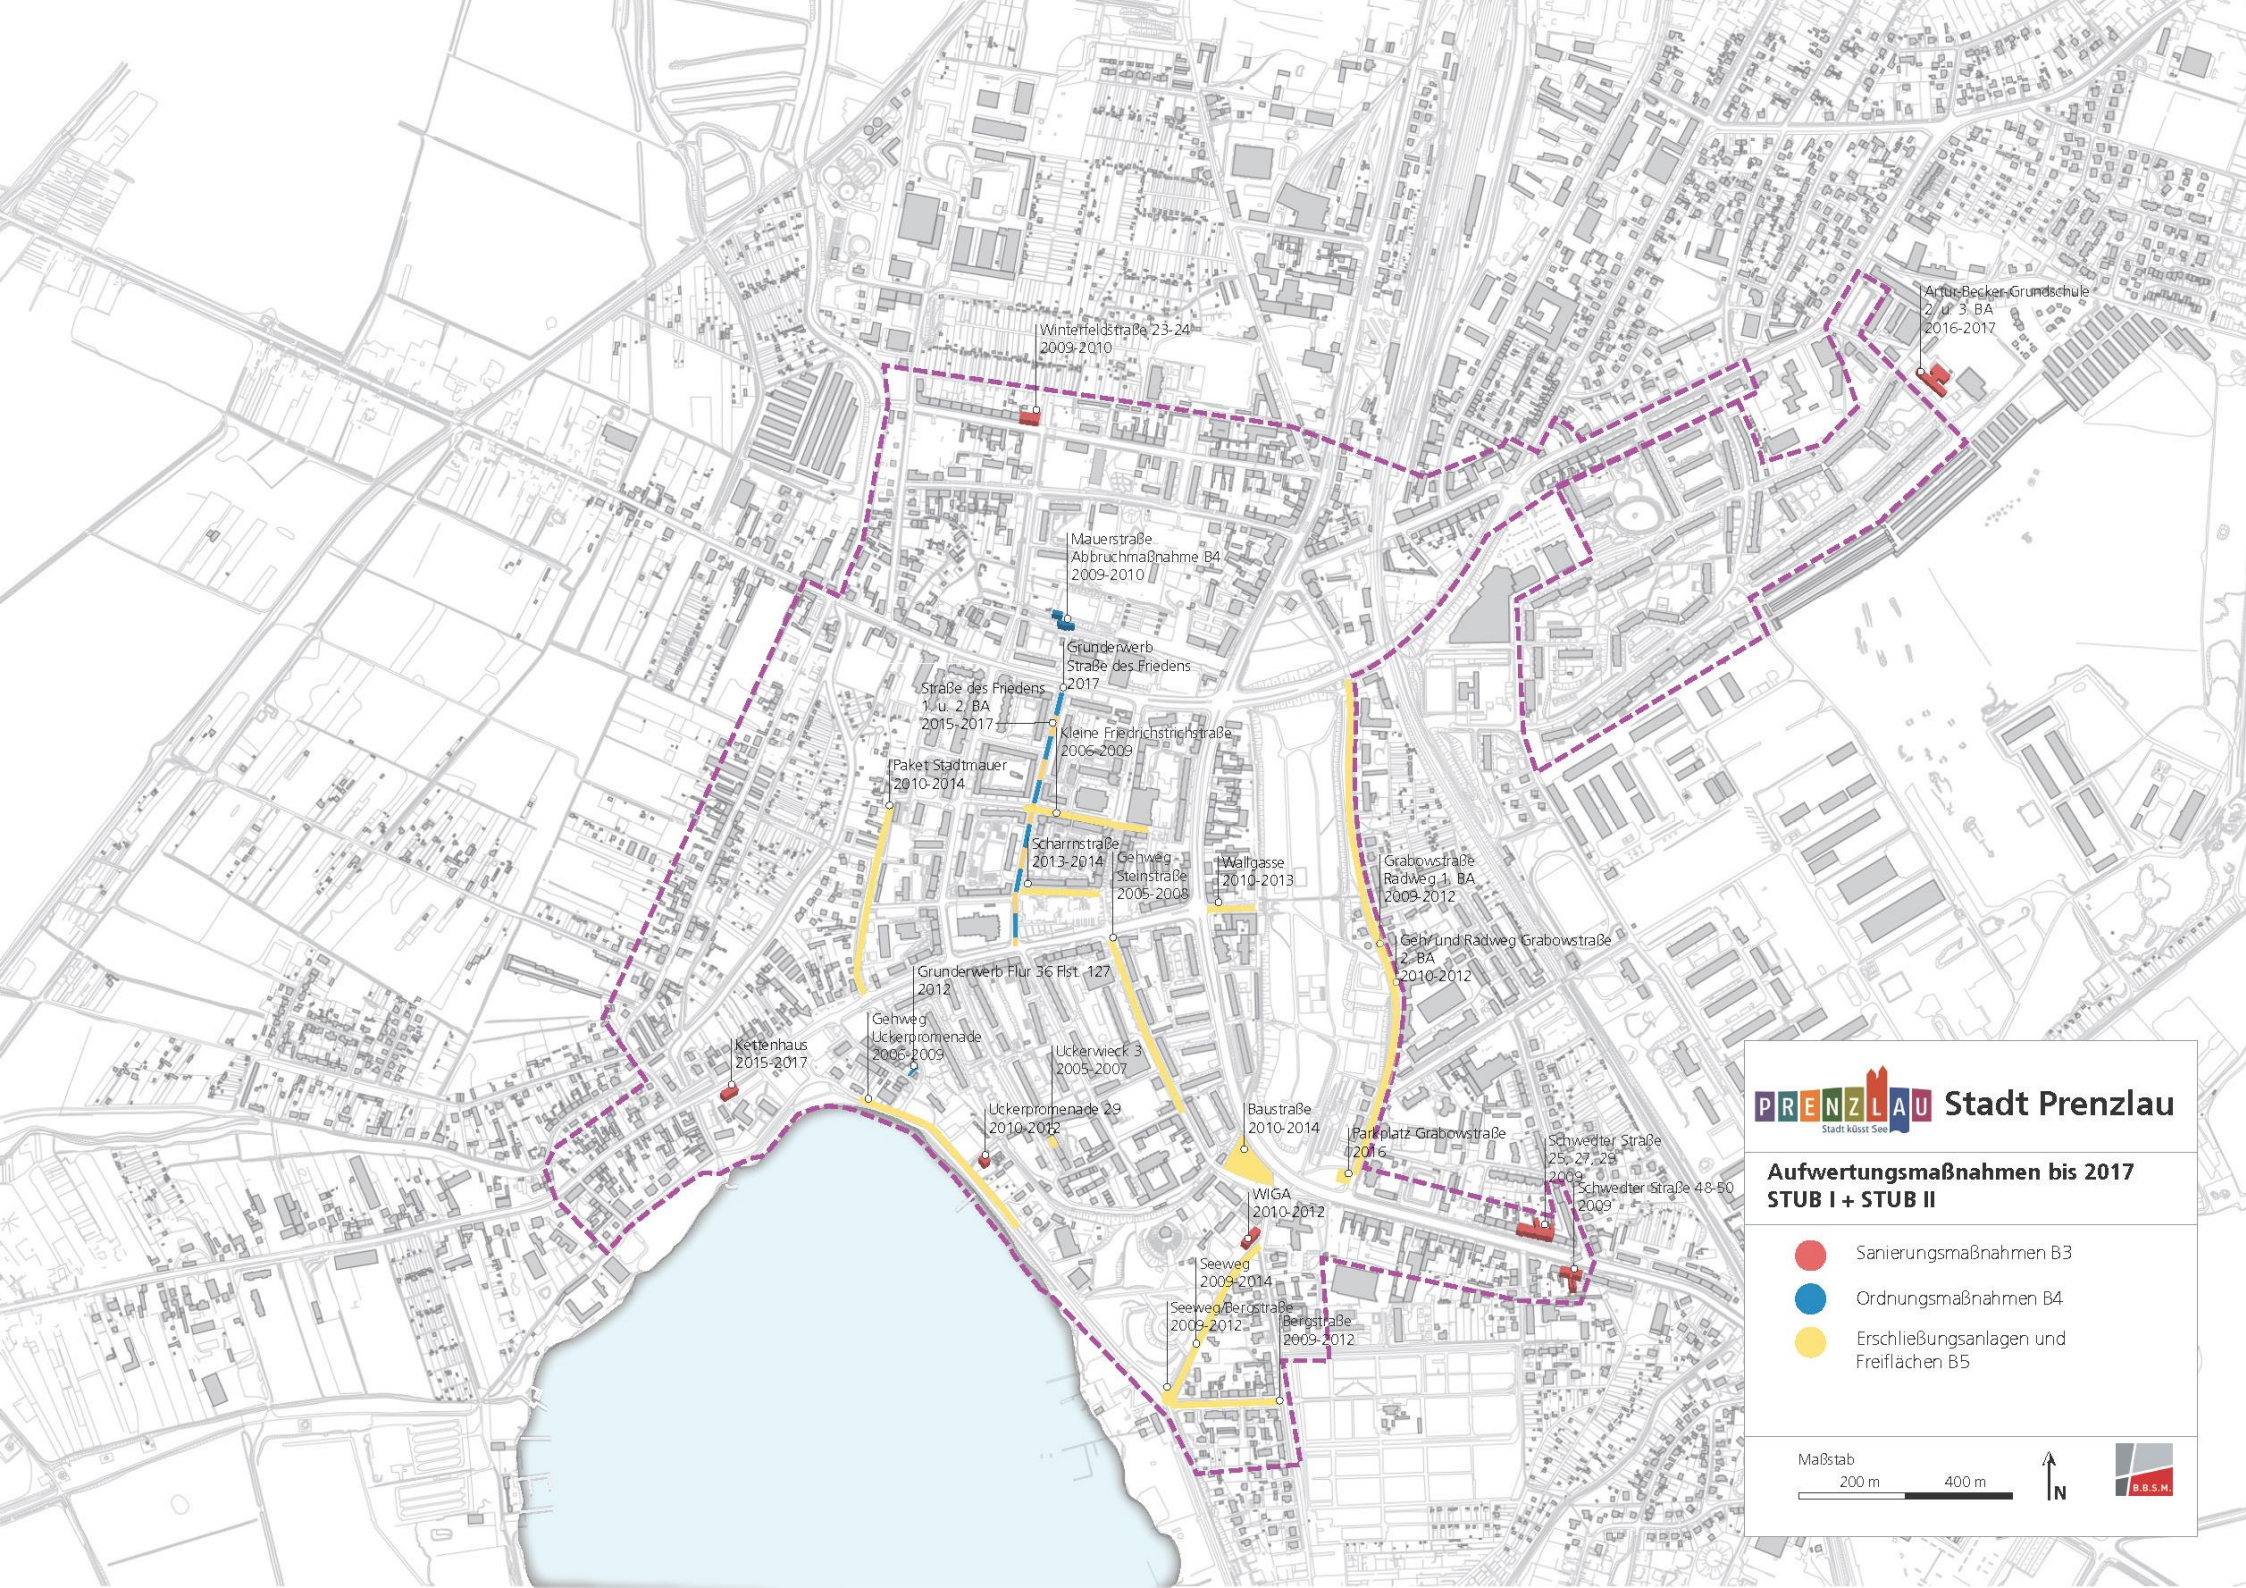 Artur-Becker-Grundschule
2. u. 3. BA
2016-2017
Winterfeldstraße 23-24
2009-2010
Mauerstraße
Abbruchmaßnahme B4
2009-2010
Grunderwerb
Straße des Friedens
2017
Straße des Friedens
1. u. 2. BA
2015-2017
Kleine Friedrichstrichstraße
2006-2009
Paket Stadtmauer
2010-2014
Scharrnstraße
2013-2014
Gehweg
Steinstraße
2005-2008
Wallgasse
2010-2013
Grabowstraße
Radweg 1. BA
2009-2012
Geh/und Radweg Grabowstraße
2. BA
2010-2012
Grunderwerb Flur 36 Flst. 127
2012
Gehweg
Uckerpromenade
2006-2009
Kettenhaus
2015-2017
Uckerwieck 3
2005-2007
Uckerpromenade 29
2010-2012
Baustraße
2010-2014
Parkplatz Grabowstraße
2016
Schwedter Straße
25, 27, 29
2009
Schwedter Straße 48-50
2009
WIGA
2010-2012
Seeweg
2009-2014
Seeweg/Bergstraße
2009-2012
Bergstraße
2009-2012
PRENZLAU
Stadt küsst See
Stadt Prenzlau
Aufwertungsmaßnahmen bis 2017
STUB I + STUB II
Sanierungsmaßnahmen B3
Ordnungsmaßnahmen B4
Erschließungsanlagen und
Freiflächen B5
Maßstab
200 m 400 m
N
B.B.S.M.